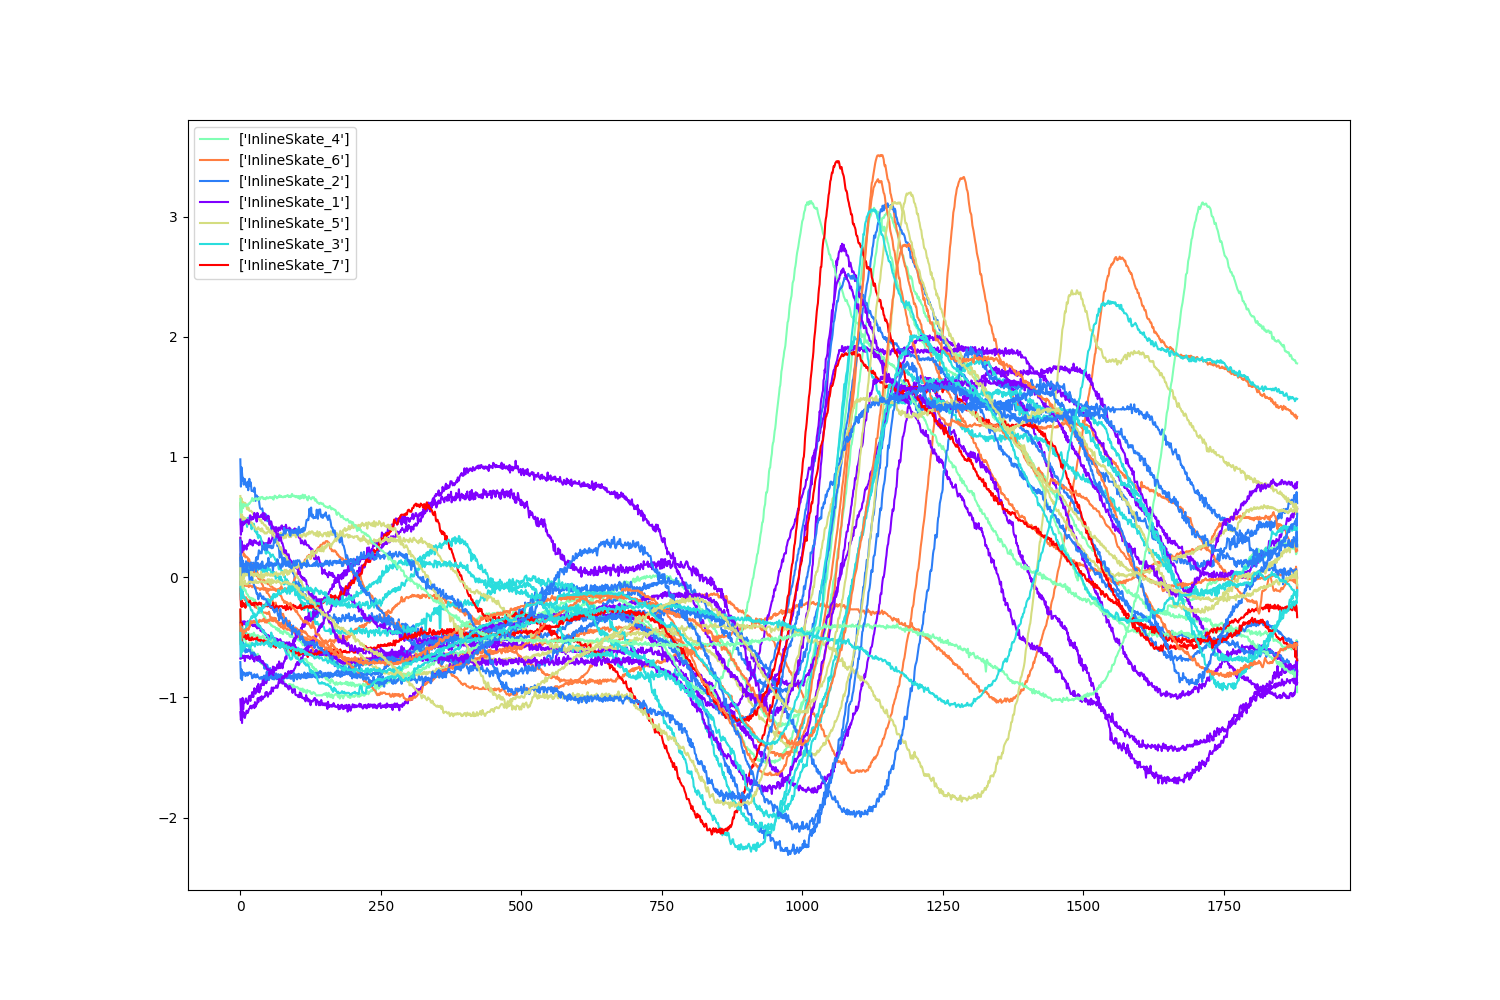 ['InlineSkate_4']
['InlineSkate_6']
['InlineSkate_2']
['InlineSkate_1']
['InlineSkate_5']
['InlineSkate_3']
['InlineSkate_7']
3
2
1
0
−1
−2
0 250 500 750 1000 1250 1500 1750